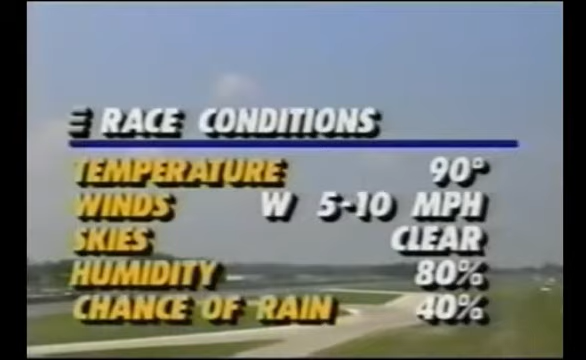 RACE CONDITIONS
TEMPERATURE 90°
WINDS W 5-10 MPH
SKIES CLEAR
HUMIDITY 80%
CHANCE OF RAIN 40%